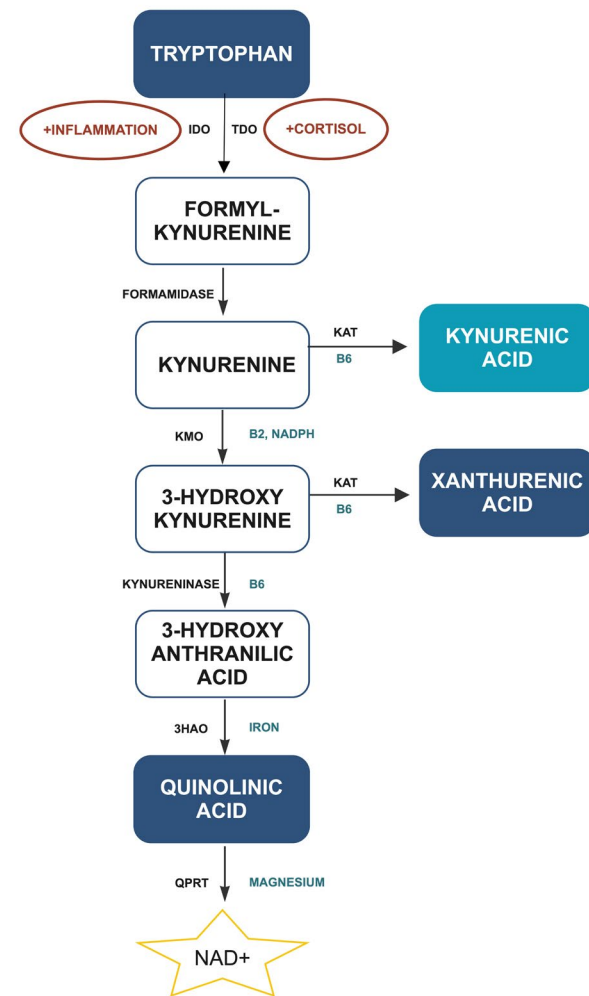 TRYPTOPHAN
+INFLAMMATION IDO TDO +CORTISOL
FORMYL-
KYNURENINE
FORMAMIDASE
KYNURENINE
KAT
B6
KYNURENIC
ACID
KMO B2, NADPH
3-HYDROXY
KYNURENINE
KAT
B6
XANTHURENIC
ACID
KYNURENINASE B6
3-HYDROXY
ANTHRANILIC
ACID
3HAO IRON
QUINOLINIC
ACID
QPRT MAGNESIUM
NAD+